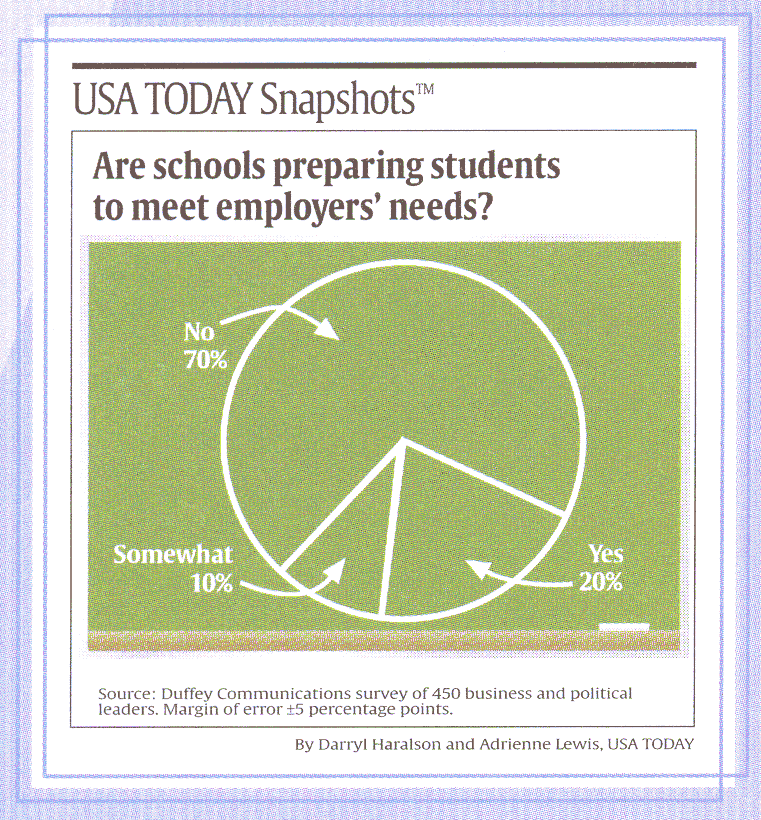 USA TODAY Snapshots™
Are schools preparing students
to meet employers’ needs?
No
70%
Somewhat
10%
Yes
20%
Source: Duffey Communications survey of 450 business and political
leaders. Margin of error ±5 percentage points.
By Darryl Haralson and Adrienne Lewis, USA TODAY